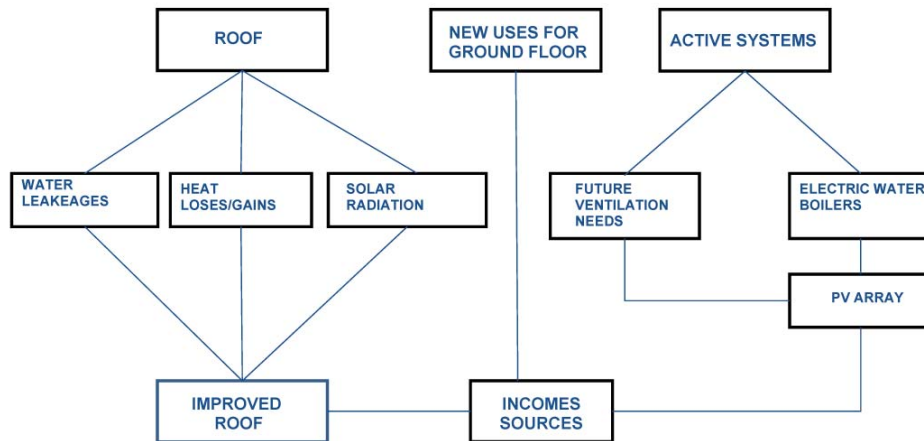 ROOF
NEW USES FOR
GROUND FLOOR
ACTIVE SYSTEMS
WATER
LEAKEAGES
HEAT
LOSES/GAINS
SOLAR
RADIATION
FUTURE
VENTILATION
NEEDS
ELECTRIC WATER
BOILERS
PV ARRAY
IMPROVED
ROOF
INCOMES
SOURCES